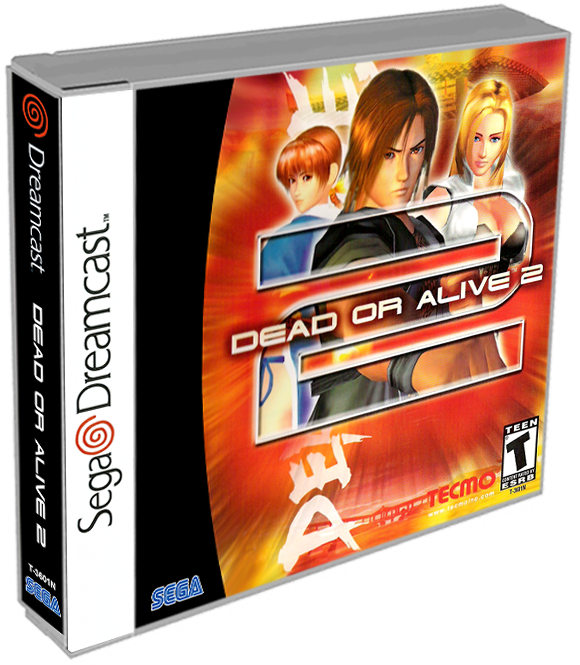 Dreamcast
DEAD OR ALIVE 2
T-3601N
SEGA
Sega Dreamcast™
SEGA
DEAD OR ALIVE 2
TECMO
www.tecmoinc.com
TEEN
T
CONTENT RATED BY
ESRB
T-3601N